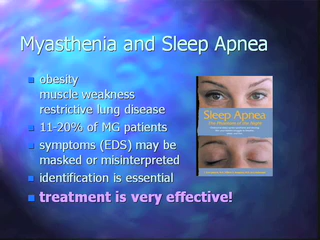 Myasthenia and Sleep Apnea
obesity
muscle weakness
restrictive lung disease
11-20% of MG patients
symptoms (EDS) may be
masked or misinterpreted
identification is essential
treatment is very effective!
Sleep Apnea